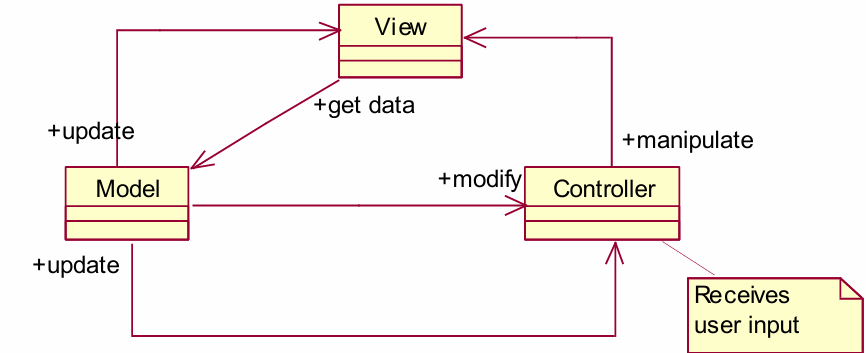 View
+get data
+update
+manipulate
Model
+modify
Controller
+update
Receives
user input